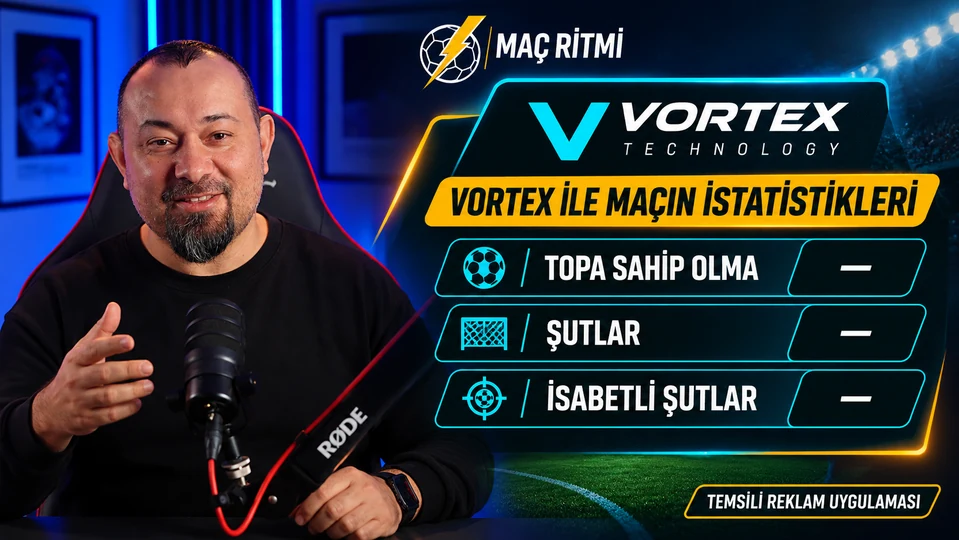 MAÇ RİTMİ
VORTEX
TECHNOLOGY
VORTEX İLE MAÇIN İSTATİSTİKLERİ
TOPA SAHİP OLMA —
ŞUTLAR —
İSABETLİ ŞUTLAR —
RØDE
TEMSİLİ REKLAM UYGULAMASI